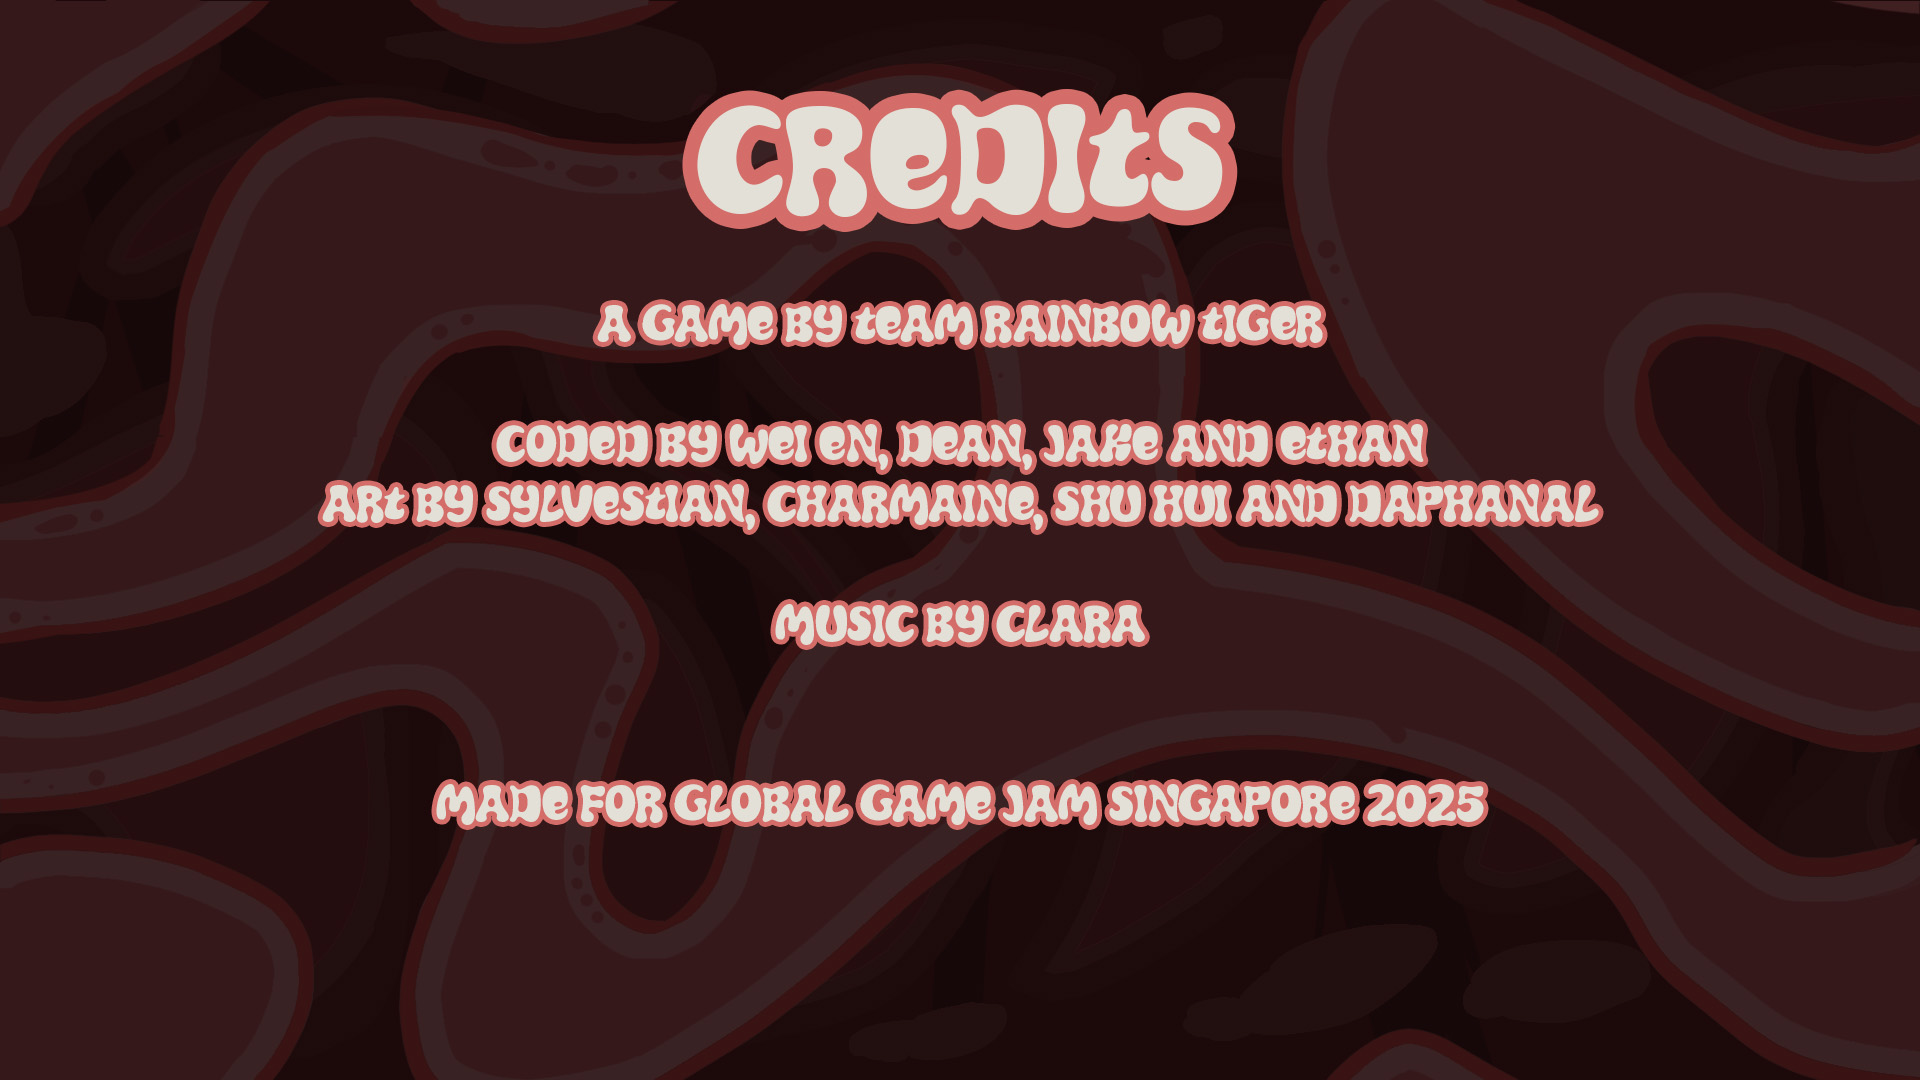 CReDItS
A GAMe BY teAM RAINBOW tIGeR
CODeD BY WeI eN, DeAN, JAKe AND etHAN
ARt BY SYLVeStIAN, CHARMAINe, SHU HUI AND DAPHANAL
MUSIC BY CLARA
MADe FOR GLOBAL GAMe JAM SINGAPORe 2025